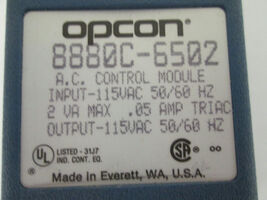 opcon®
8880C-6502
A.C. CONTROL MODULE
INPUT-115VAC 50/60 HZ
2 VA MAX .05 AMP TRIAC
OUTPUT-115VAC 50/60 HZ
UL LISTED - 31J7
IND. CONT. EQ.
SA
Made in Everett, WA, U.S.A.